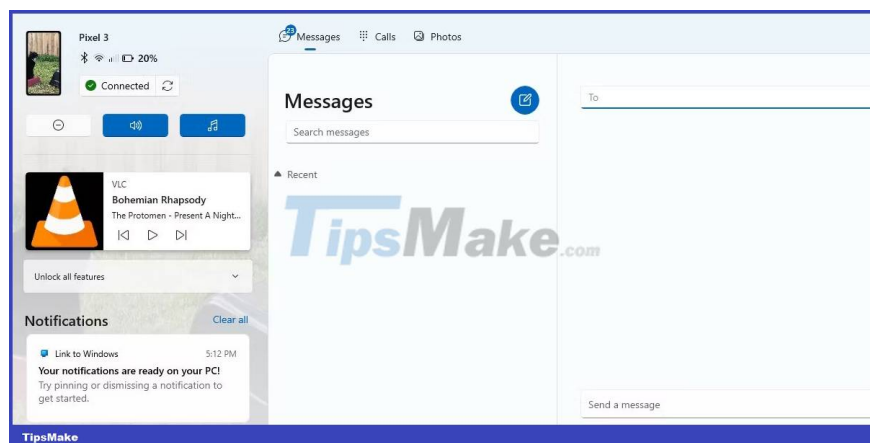 Pixel 3
20%
Connected
VLC
Bohemian Rhapsody
The Protomen - Present A Night...
Unlock all features
Notifications
Clear all
Link to Windows
5:12 PM
Your notifications are ready on your PC!
Try pinning or dismissing a notification to
get started.
23
Messages
Calls
Photos
Messages
Search messages
Recent
TipsMake.com
To
Send a message
TipsMake